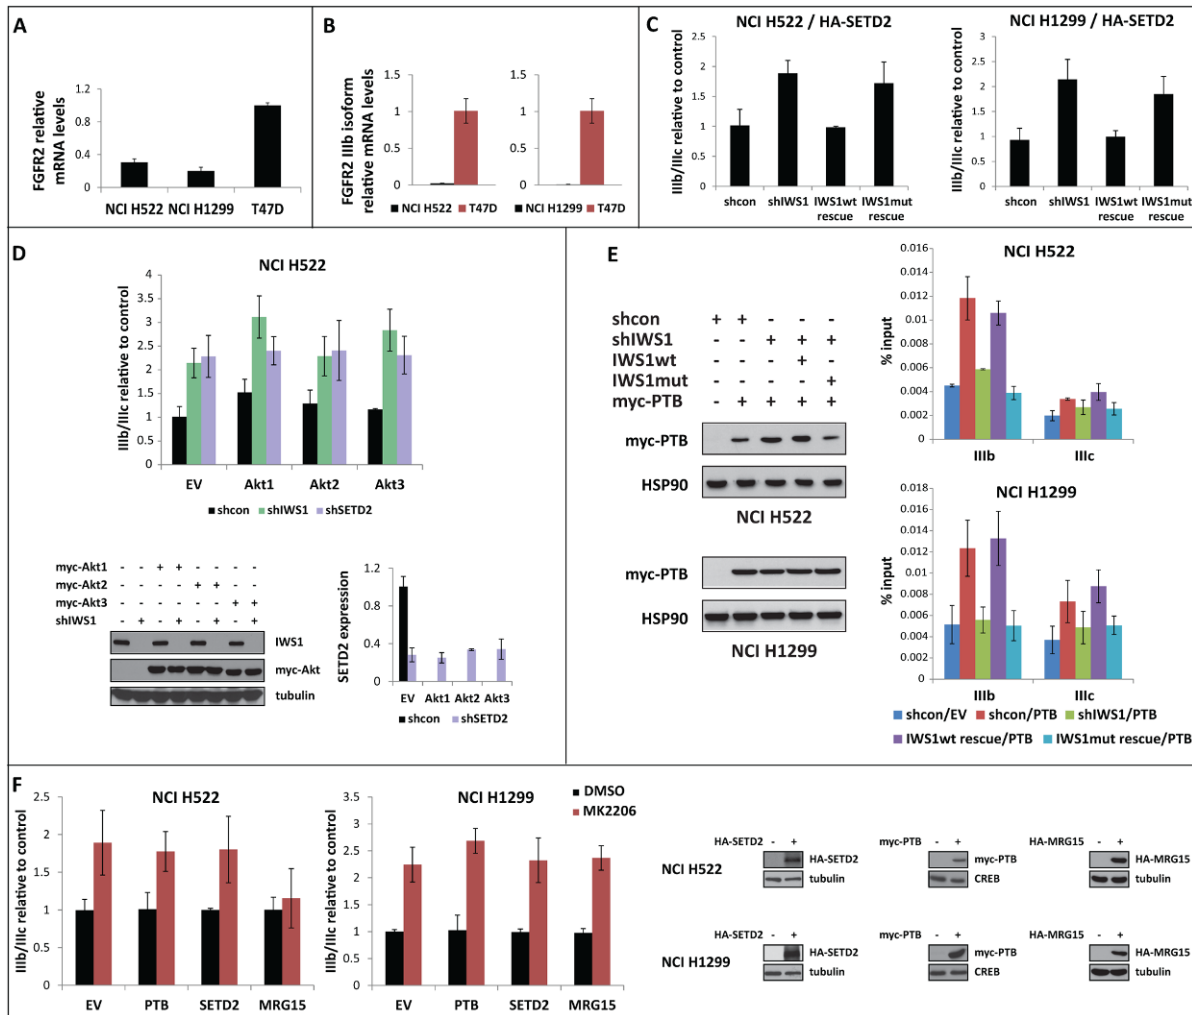 A
FGFR2 relative
mRNA levels
1.2
0.8
0.4
0
NCI H522 NCI H1299 T47D
B
FGFR2 IIIb isoform
relative mRNA levels
1.5
1
0.5
0
NCI H522 T47D
1.5
1
0.5
0
NCI H1299 T47D
C
NCI H522 / HA-SETD2
IIIb/IIIc relative to control
2.5
2
1.5
1
0.5
0
shcon shIWS1 IWS1wt IWS1mut
rescue rescue
NCI H1299 / HA-SETD2
IIIb/IIIc relative to control
3
2.5
2
1.5
1
0.5
0
shcon shIWS1 IWS1wt IWS1mut
rescue rescue
D
NCI H522
IIIb/IIIc relative to control
4
3.5
3
2.5
2
1.5
1
0.5
0
EV Akt1 Akt2 Akt3
shcon shIWS1 shSETD2
myc-Akt1 - - + + - - - -
myc-Akt2 - - - - + + - -
myc-Akt3 - - - - - - + +
shIWS1 - + - + - + - +
IWS1
myc-Akt
tubulin
SETD2 expression
1.2
0.8
0.4
0
EV Akt1 Akt2 Akt3
shcon shSETD2
E
shcon + + - - -
shIWS1 - - + + +
IWS1wt - - - + -
IWS1mut - - - - +
myc-PTB - + + + +
myc-PTB
HSP90
NCI H522
myc-PTB
HSP90
NCI H1299
NCI H522
% input
0.016
0.014
0.012
0.01
0.008
0.006
0.004
0.002
0
IIIb IIIc
NCI H1299
% input
0.018
0.016
0.014
0.012
0.01
0.008
0.006
0.004
0.002
0
IIIb IIIc
shcon/EV shcon/PTB shIWS1/PTB
IWS1wt rescue/PTB IWS1mut rescue/PTB
F
NCI H522
IIIb/IIIc relative to control
2.5
2
1.5
1
0.5
0
EV PTB SETD2 MRG15
NCI H1299
IIIb/IIIc relative to control
3.5
3
2.5
2
1.5
1
0.5
0
EV PTB SETD2 MRG15
DMSO
MK2206
NCI H522
HA-SETD2 - +
HA-SETD2
tubulin
myc-PTB - +
myc-PTB
CREB
HA-MRG15 - +
HA-MRG15
tubulin
NCI H1299
HA-SETD2 - +
HA-SETD2
tubulin
myc-PTB - +
myc-PTB
CREB
HA-MRG15 - +
HA-MRG15
tubulin